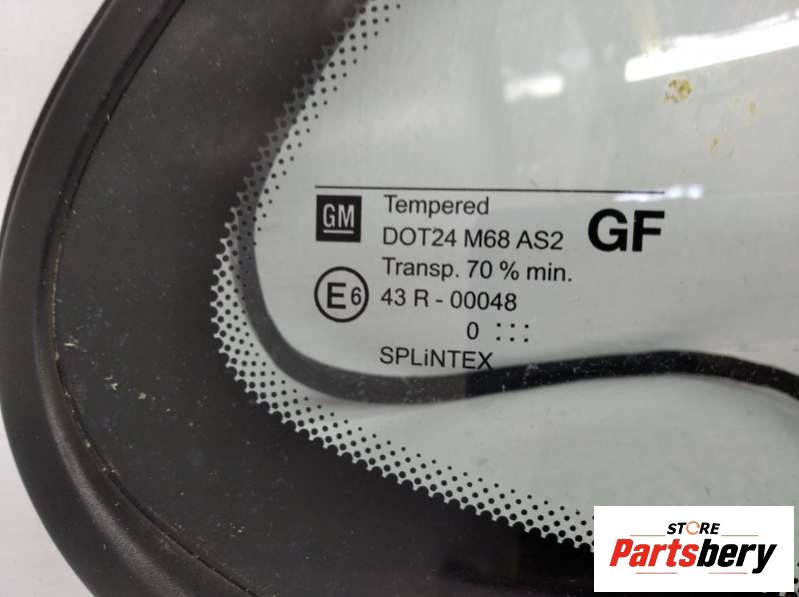 GM Tempered
DOT24 M68 AS2 GF
Transp. 70 % min.
E6 43 R - 00048
0 :::
SPLiNTEX
STORE
Partsbery